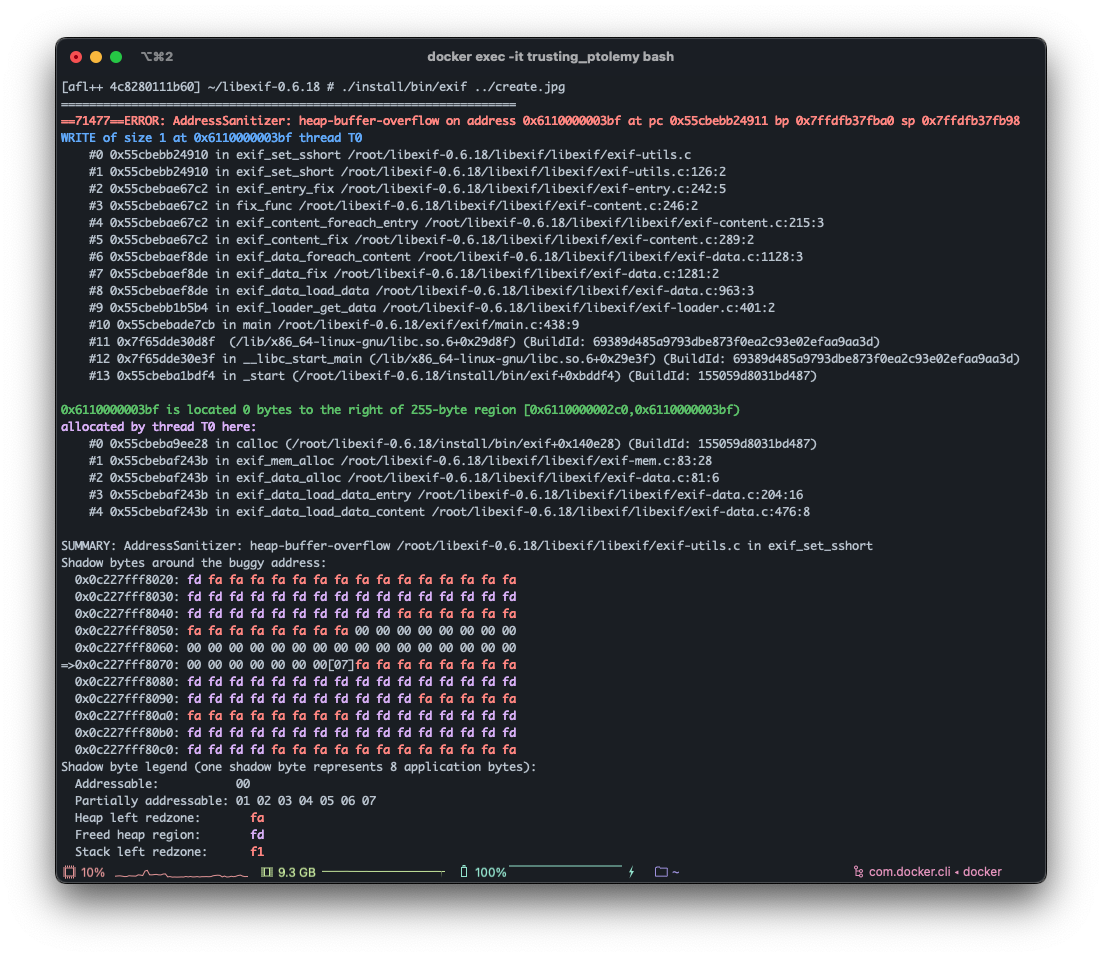 ⌥⌘2
docker exec -it trusting_ptolemy bash
[afl++ 4c8280111b60] ~/libexif-0.6.18 # ./install/bin/exif ../create.jpg
=================================================================
==71477==ERROR: AddressSanitizer: heap-buffer-overflow on address 0x6110000003bf at pc 0x55cbebb24911 bp 0x7ffdfb37fba0 sp 0x7ffdfb37fb98
WRITE of size 1 at 0x6110000003bf thread T0
    #0 0x55cbebb24910 in exif_set_sshort /root/libexif-0.6.18/libexif/libexif/exif-utils.c
    #1 0x55cbebb24910 in exif_set_short /root/libexif-0.6.18/libexif/libexif/exif-utils.c:126:2
    #2 0x55cbebae67c2 in exif_entry_fix /root/libexif-0.6.18/libexif/libexif/exif-entry.c:242:5
    #3 0x55cbebae67c2 in fix_func /root/libexif-0.6.18/libexif/libexif/exif-content.c:246:2
    #4 0x55cbebae67c2 in exif_content_foreach_entry /root/libexif-0.6.18/libexif/libexif/exif-content.c:215:3
    #5 0x55cbebae67c2 in exif_content_fix /root/libexif-0.6.18/libexif/libexif/exif-content.c:289:2
    #6 0x55cbebaef8de in exif_data_foreach_content /root/libexif-0.6.18/libexif/libexif/exif-data.c:1128:3
    #7 0x55cbebaef8de in exif_data_fix /root/libexif-0.6.18/libexif/libexif/exif-data.c:1281:2
    #8 0x55cbebaef8de in exif_data_load_data /root/libexif-0.6.18/libexif/libexif/exif-data.c:963:3
    #9 0x55cbebb1b5b4 in exif_loader_get_data /root/libexif-0.6.18/libexif/libexif/exif-loader.c:401:2
    #10 0x55cbebade7cb in main /root/libexif-0.6.18/exif/exif/main.c:438:9
    #11 0x7f65dde30d8f  (/lib/x86_64-linux-gnu/libc.so.6+0x29d8f) (BuildId: 69389d485a9793dbe873f0ea2c93e02efaa9aa3d)
    #12 0x7f65dde30e3f in __libc_start_main (/lib/x86_64-linux-gnu/libc.so.6+0x29e3f) (BuildId: 69389d485a9793dbe873f0ea2c93e02efaa9aa3d)
    #13 0x55cbeba1bdf4 in _start (/root/libexif-0.6.18/install/bin/exif+0xbddf4) (BuildId: 155059d8031bd487)
0x6110000003bf is located 0 bytes to the right of 255-byte region [0x6110000002c0,0x6110000003bf)
allocated by thread T0 here:
    #0 0x55cbeba9ee28 in calloc (/root/libexif-0.6.18/install/bin/exif+0x140e28) (BuildId: 155059d8031bd487)
    #1 0x55cbebaf243b in exif_mem_alloc /root/libexif-0.6.18/libexif/libexif/exif-mem.c:83:28
    #2 0x55cbebaf243b in exif_data_alloc /root/libexif-0.6.18/libexif/libexif/exif-data.c:81:6
    #3 0x55cbebaf243b in exif_data_load_data_entry /root/libexif-0.6.18/libexif/libexif/exif-data.c:204:16
    #4 0x55cbebaf243b in exif_data_load_data_content /root/libexif-0.6.18/libexif/libexif/exif-data.c:476:8
SUMMARY: AddressSanitizer: heap-buffer-overflow /root/libexif-0.6.18/libexif/libexif/exif-utils.c in exif_set_sshort
Shadow bytes around the buggy address:
  0x0c227fff8020: fd fa fa fa fa fa fa fa fa fa fa fa fa fa fa fa
  0x0c227fff8030: fd fd fd fd fd fd fd fd fd fd fd fd fd fd fd fd
  0x0c227fff8040: fd fd fd fd fd fd fd fd fd fd fa fa fa fa fa fa
  0x0c227fff8050: fa fa fa fa fa fa fa fa 00 00 00 00 00 00 00 00
  0x0c227fff8060: 00 00 00 00 00 00 00 00 00 00 00 00 00 00 00 00
=>0x0c227fff8070: 00 00 00 00 00 00 00[07]fa fa fa fa fa fa fa fa
  0x0c227fff8080: fd fd fd fd fd fd fd fd fd fd fd fd fd fd fd fd
  0x0c227fff8090: fd fd fd fd fd fd fd fd fd fd fd fa fa fa fa fa
  0x0c227fff80a0: fa fa fa fa fa fa fa fa fd fd fd fd fd fd fd fd
  0x0c227fff80b0: fd fd fd fd fd fd fd fd fd fd fd fd fd fd fd fd
  0x0c227fff80c0: fd fd fd fd fa fa fa fa fa fa fa fa fa fa fa fa
Shadow byte legend (one shadow byte represents 8 application bytes):
  Addressable:           00
  Partially addressable: 01 02 03 04 05 06 07
  Heap left redzone:       fa
  Freed heap region:       fd
  Stack left redzone:      f1
10% 9.3 GB 100% ~ com.docker.cli ◂ docker